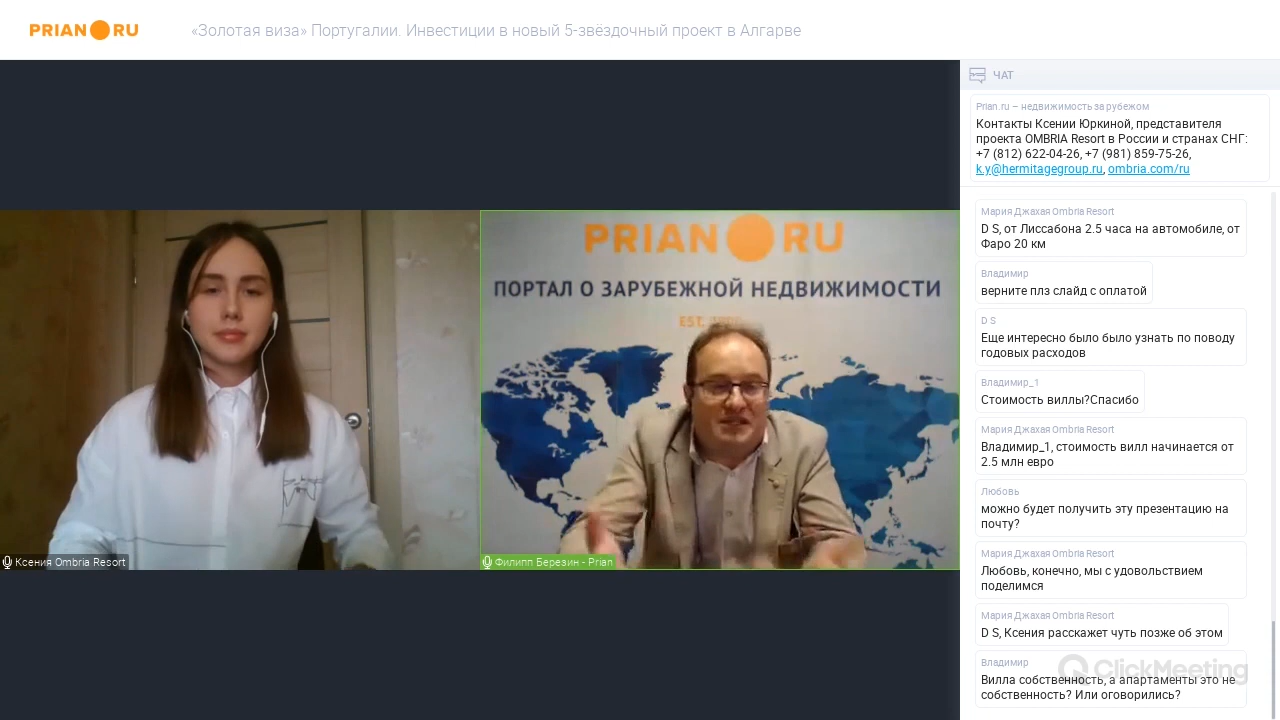 PRIAN RU
«Золотая виза» Португалии. Инвестиции в новый 5-звёздочный проект в Алгарве
PRIAN RU
ПОРТАЛ О ЗАРУБЕЖНОЙ НЕДВИЖИМОСТИ
EST.
Ксения Ombria Resort
Филипп Березин - Prian
ЧАТ
Prian.ru – недвижимость за рубежом
Контакты Ксении Юркиной, представителя
проекта OMBRIA Resort в России и странах СНГ:
+7 (812) 622-04-26, +7 (981) 859-75-26,
k.y@hermitagegroup.ru, ombria.com/ru
Мария Джахая Ombria Resort
D S, от Лиссабона 2.5 часа на автомобиле, от
Фаро 20 км
Владимир
верните плз слайд с оплатой
D S
Еще интересно было было узнать по поводу
годовых расходов
Владимир_1
Стоимость виллы?Спасибо
Мария Джахая Ombria Resort
Владимир_1, стоимость вилл начинается от
2.5 млн евро
Любовь
можно будет получить эту презентацию на
почту?
Мария Джахая Ombria Resort
Любовь, конечно, мы с удовольствием
поделимся
Мария Джахая Ombria Resort
D S, Ксения расскажет чуть позже об этом
Владимир
Вилла собственность, а апартаменты это не
собственность? Или оговорились?
ClickMeeting